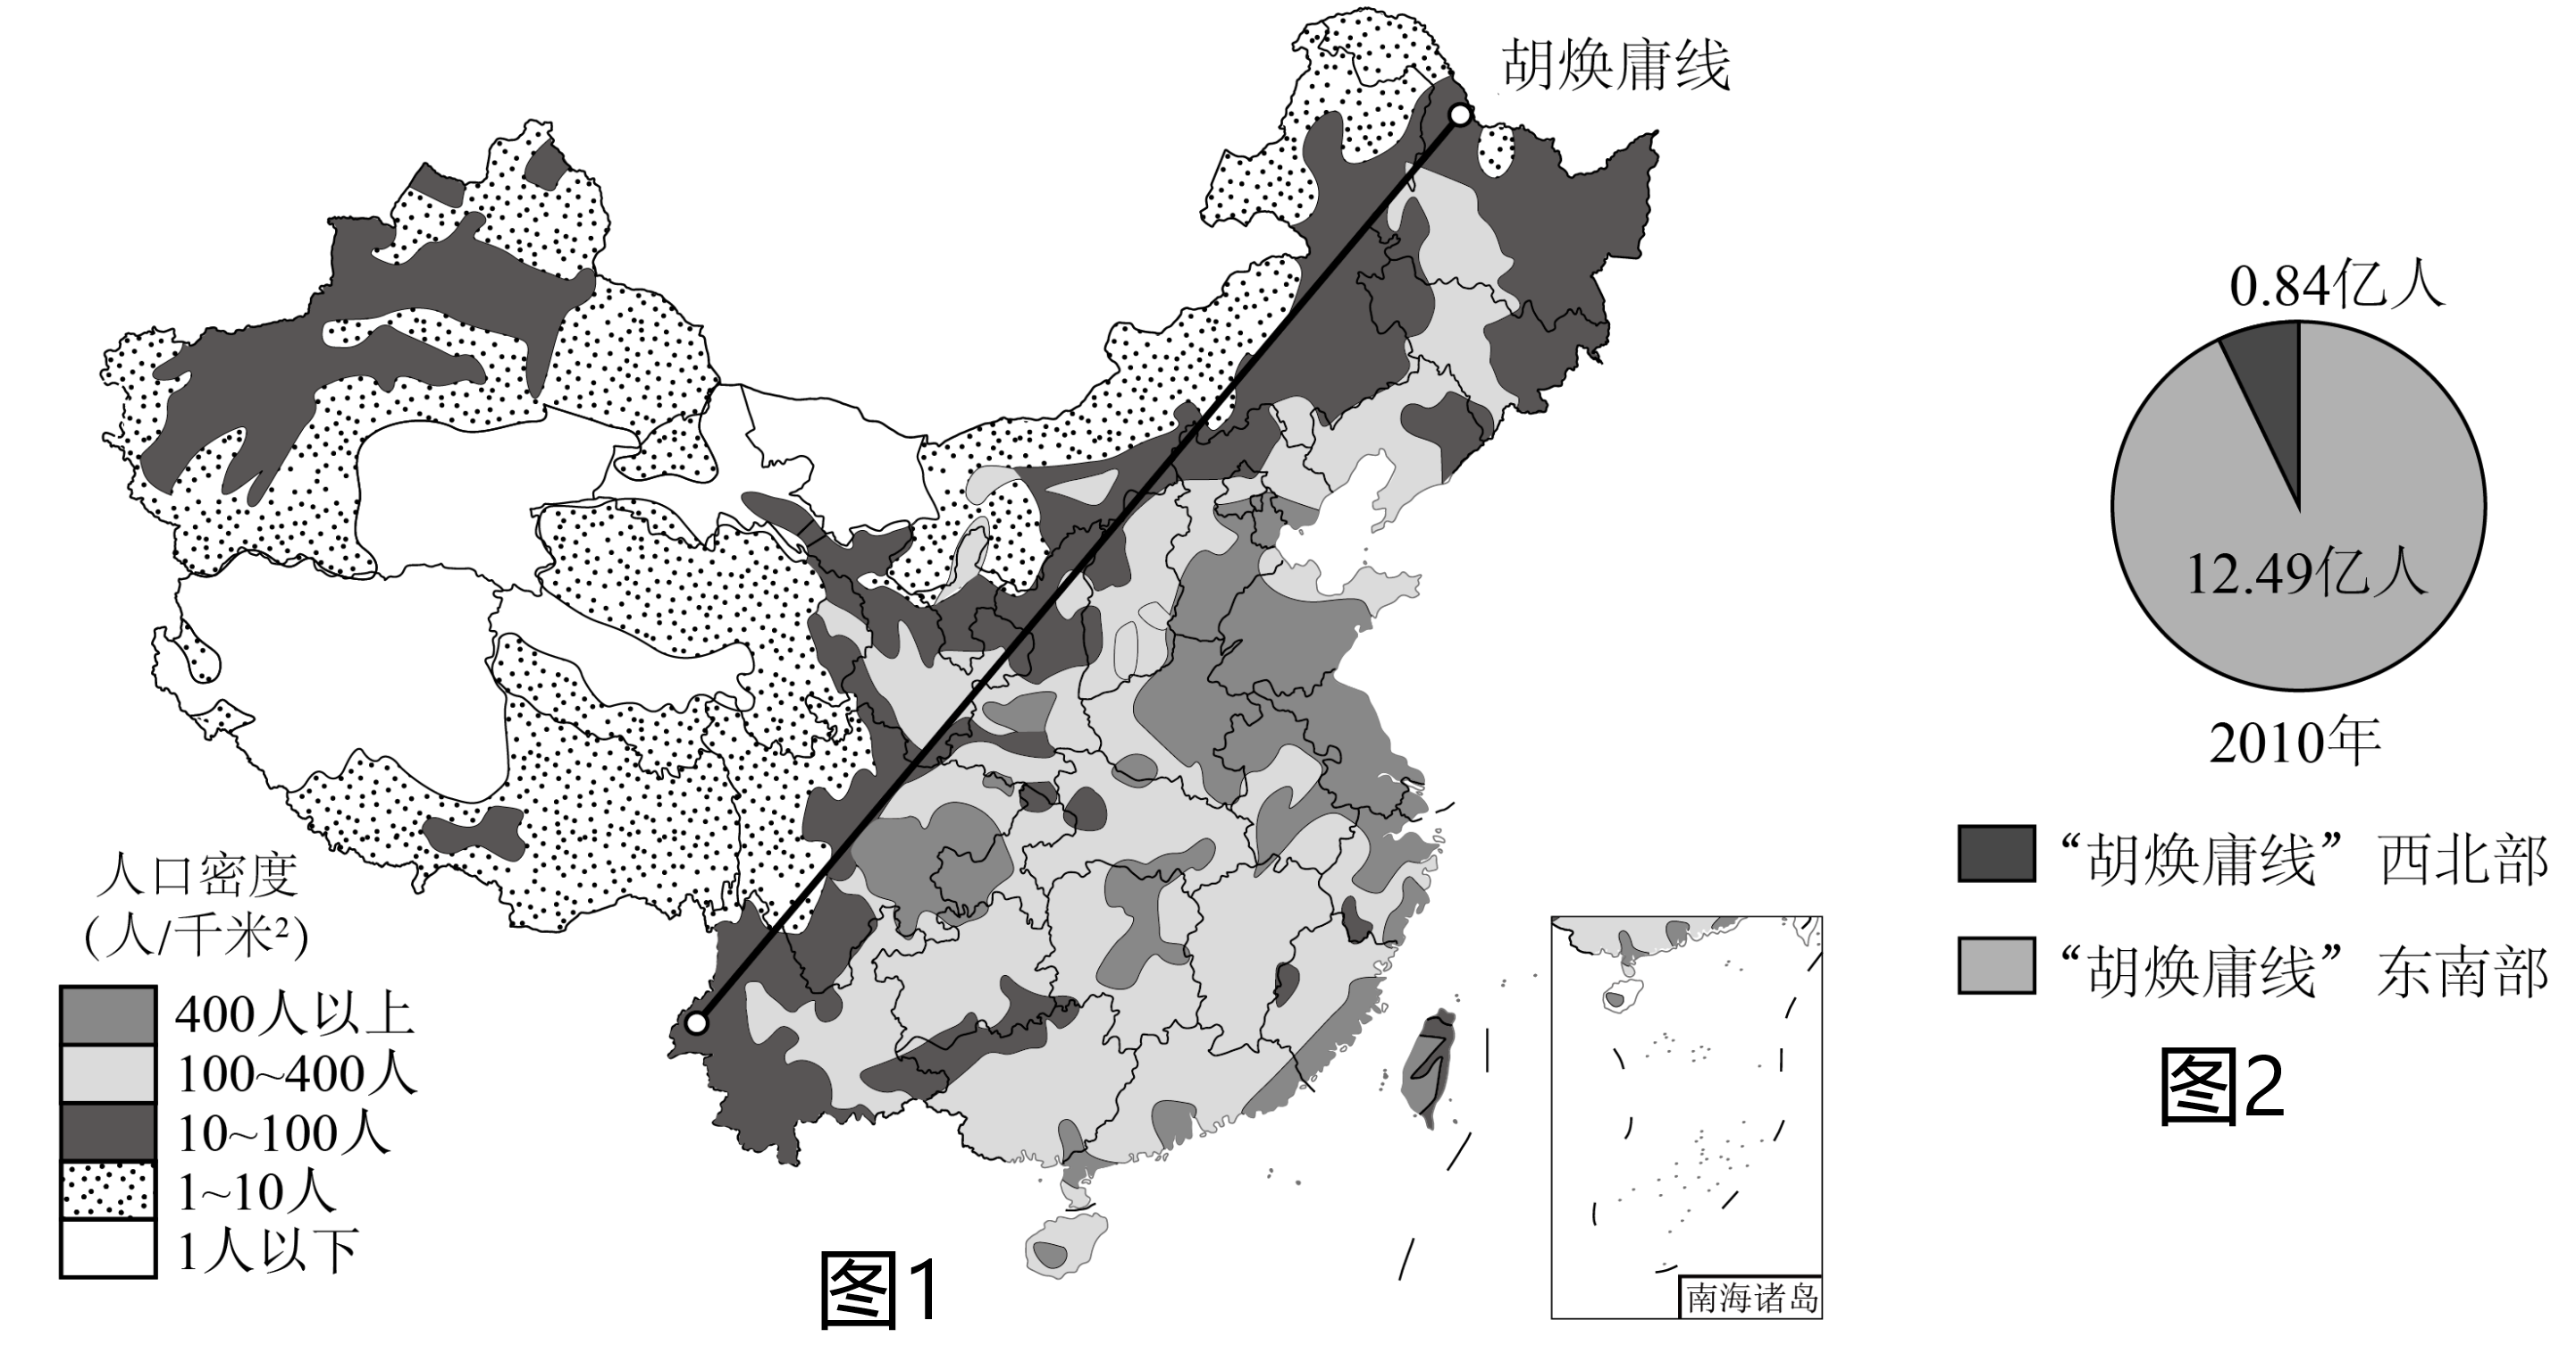 胡焕庸线
人口密度
(人/千米²)
400人以上
100~400人
10~100人
1~10人
1人以下
图1
南海诸岛
0.84亿人
12.49亿人
2010年
“胡焕庸线”西北部
“胡焕庸线”东南部
图2